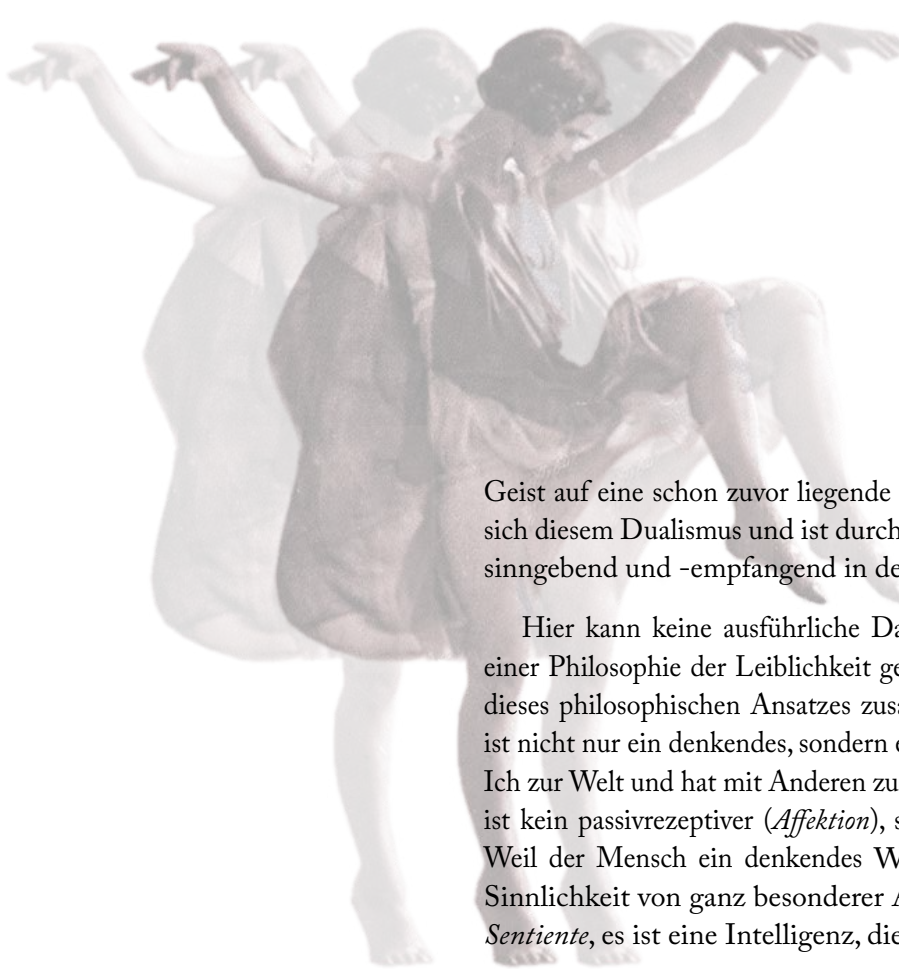 Geist auf eine schon zuvor liegende
sich diesem Dualismus und ist durch
sinngebend und -empfangend in de
Hier kann keine ausführliche Da
einer Philosophie der Leiblichkeit ge
dieses philosophischen Ansatzes zus
ist nicht nur ein denkendes, sondern e
Ich zur Welt und hat mit Anderen zu
ist kein passivrezeptiver (Affektion), s
Weil der Mensch ein denkendes W
Sinnlichkeit von ganz besonderer A
Sentiente, es ist eine Intelligenz, die